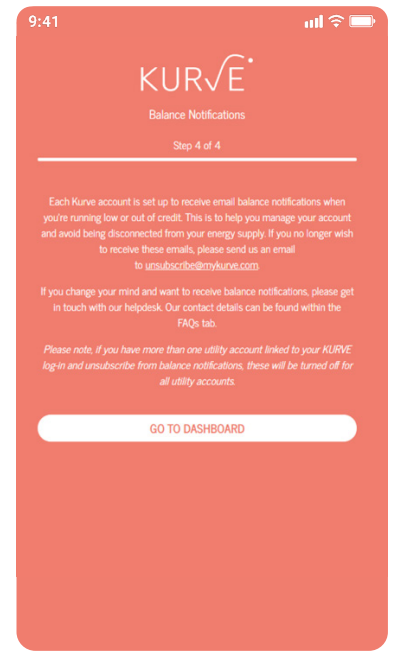 9:41
KURVE
Balance Notifications
Step 4 of 4
Each Kurve account is set up to receive email balance notifications when
you're running low or out of credit. This is to help you manage your account
and avoid being disconnected from your energy supply. If you no longer wish
to receive these emails, please send us an email
to unsubscribe@mykurve.com.
If you change your mind and want to receive balance notifications, please get
in touch with our helpdesk. Our contact details can be found within the
FAQs tab.
Please note, if you have more than one utility account linked to your KURVE
log-in and unsubscribe from balance notifications, these will be turned off for
all utility accounts.
GO TO DASHBOARD